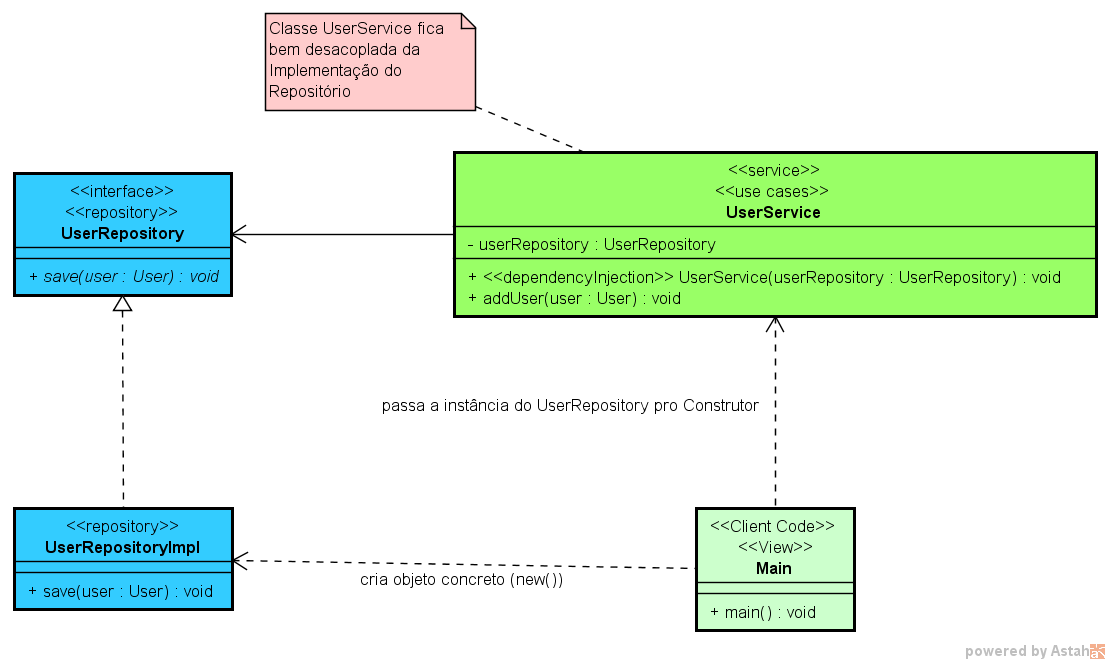 Classe UserService fica
bem desacoplada da
Implementação do
Repositório
<<interface>>
<<repository>>
UserRepository
+ save(user : User) : void
<<service>>
<<use cases>>
UserService
- userRepository : UserRepository
+ <<dependencyInjection>> UserService(userRepository : UserRepository) : void
+ addUser(user : User) : void
passa a instância do UserRepository pro Construtor
<<repository>>
UserRepositoryImpl
+ save(user : User) : void
cria objeto concreto (new())
<<Client Code>>
<<View>>
Main
+ main() : void
powered by Astah